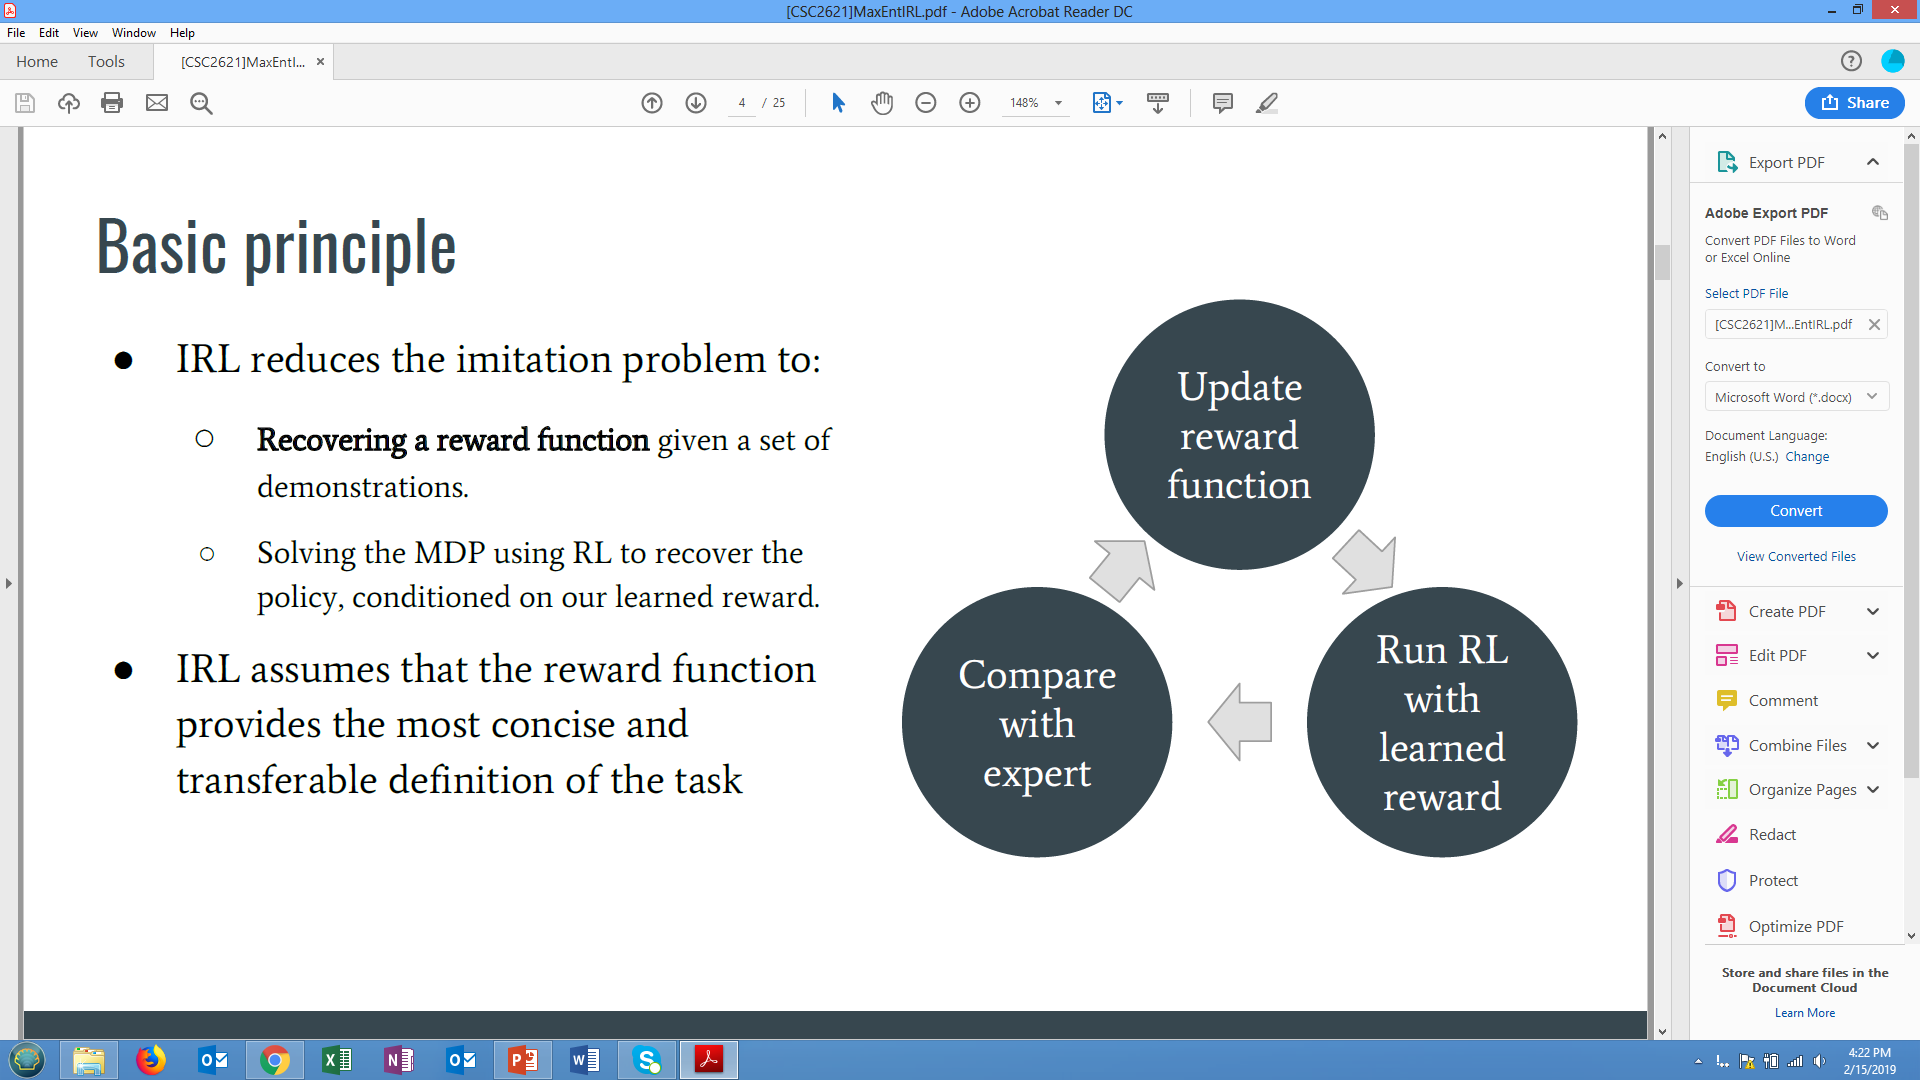 [CSC2621]MaxEntIRL.pdf - Adobe Acrobat Reader DC
File Edit View Window Help
Home Tools [CSC2621]MaxEntI... ×
4 / 25 148% Share
Basic principle
● IRL reduces the imitation problem to:
○ Recovering a reward function given a set of
demonstrations.
○ Solving the MDP using RL to recover the
policy, conditioned on our learned reward.
● IRL assumes that the reward function
provides the most concise and
transferable definition of the task
Update
reward
function
Run RL
with
learned
reward
Compare
with
expert
Export PDF
Adobe Export PDF
Convert PDF Files to Word
or Excel Online
Select PDF File
[CSC2621]M...EntIRL.pdf
Convert to
Microsoft Word (*.docx)
Document Language:
English (U.S.) Change
Convert
View Converted Files
Create PDF
Edit PDF
Comment
Combine Files
Organize Pages
Redact
Protect
Optimize PDF
Store and share files in the
Document Cloud
Learn More
4:22 PM
2/15/2019